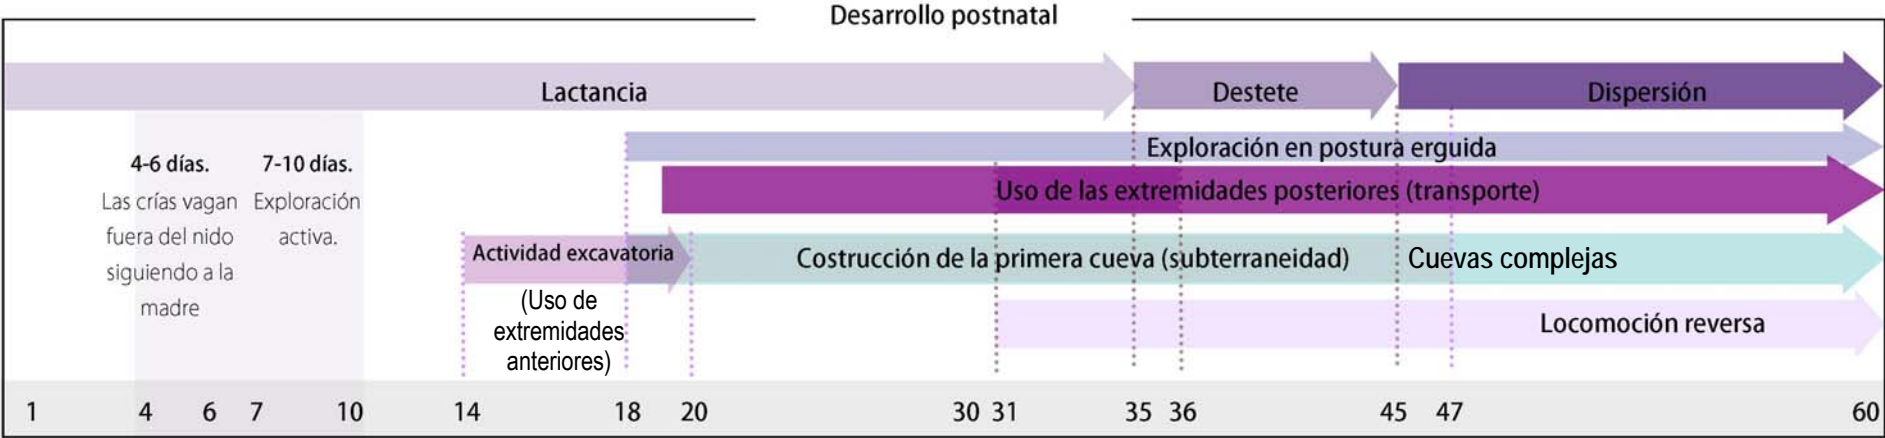 Desarrollo postnatal
Lactancia
Destete
Dispersión
Exploración en postura erguida
4-6 días.
Las crías vagan
fuera del nido
siguiendo a la
madre
7-10 días.
Exploración
activa.
Uso de las extremidades posteriores (transporte)
Actividad excavatoria
(Uso de
extremidades
anteriores)
Costrucción de la primera cueva (subterraneidad)
Cuevas complejas
Locomoción reversa
1 4 6 7 10 14 18 20 30 31 35 36 45 47 60